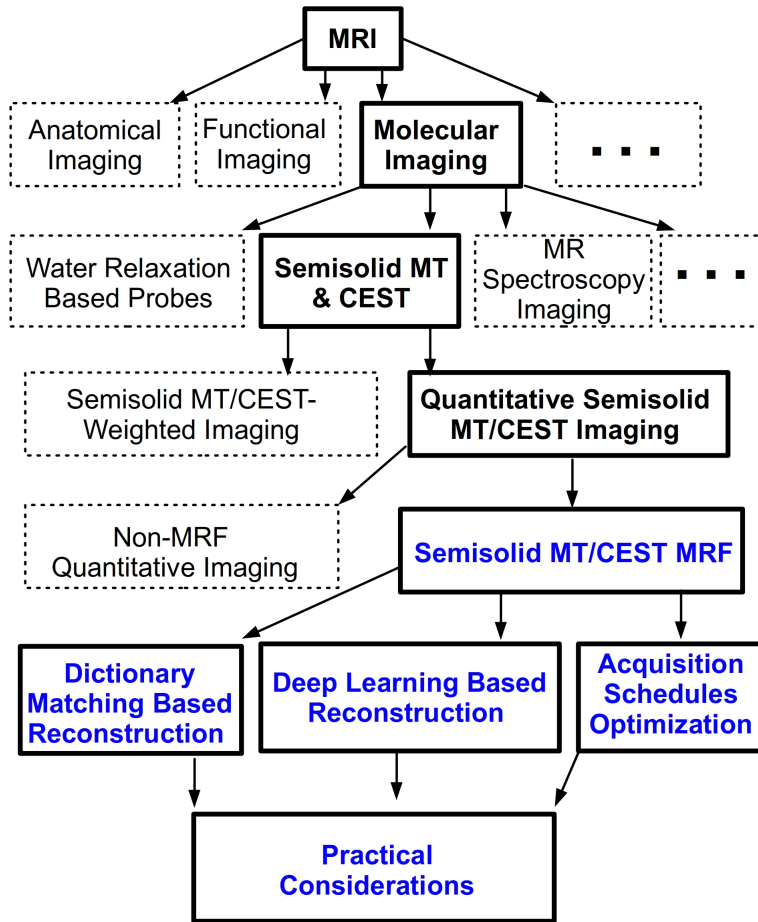 MRI
Anatomical
Imaging
Functional
Imaging
Molecular
Imaging
...
Water Relaxation
Based Probes
Semisolid MT
& CEST
MR
Spectroscopy
Imaging
...
Semisolid MT/CEST-
Weighted Imaging
Quantitative Semisolid
MT/CEST Imaging
Non-MRF
Quantitative Imaging
Semisolid MT/CEST MRF
Dictionary
Matching Based
Reconstruction
Deep Learning Based
Reconstruction
Acquisition
Schedules
Optimization
Practical
Considerations